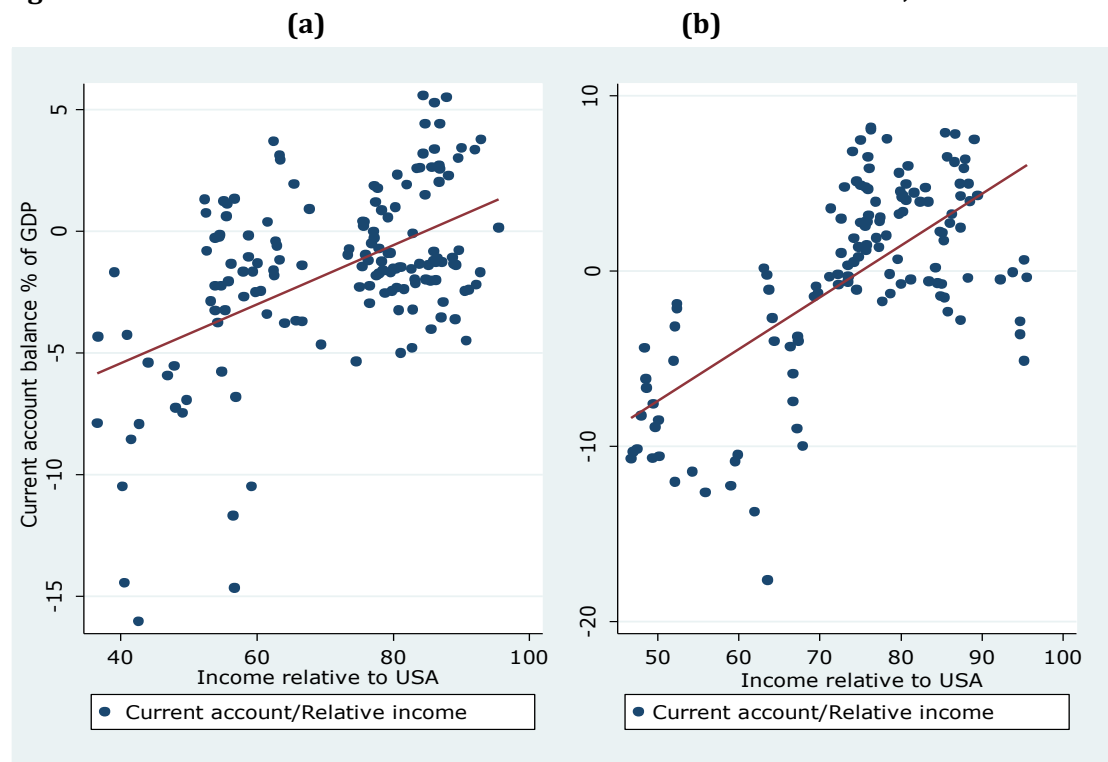 (a) (b)
Current account balance % of GDP
5
0
-5
-10
-15
40 60 80 100
Income relative to USA
Current account/Relative income
10
0
-10
-20
50 60 70 80 90 100
Income relative to USA
Current account/Relative income